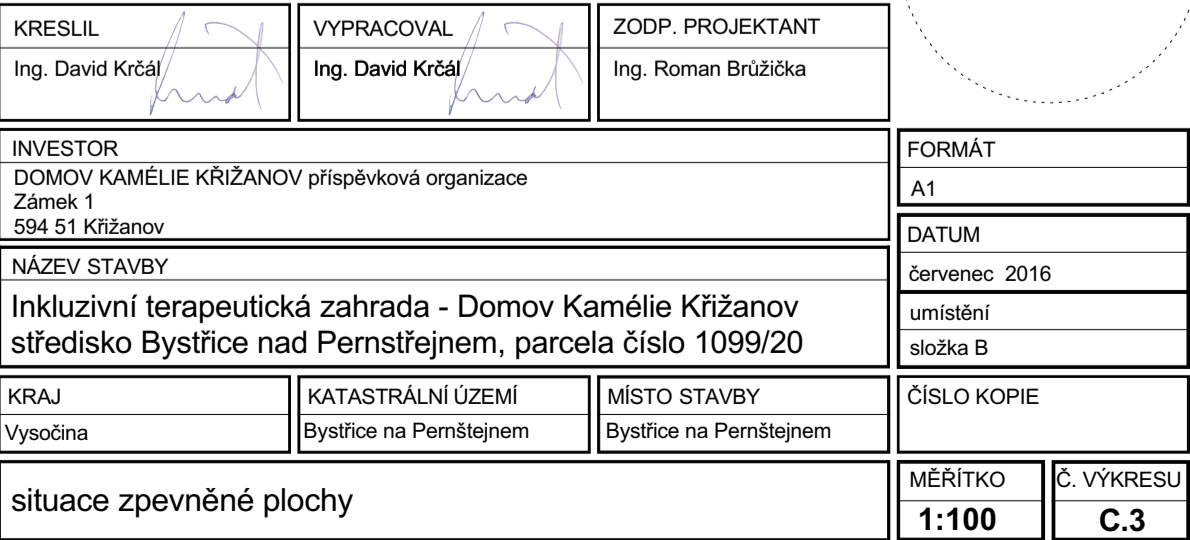 KRESLIL
Ing. David Krčál
VYPRACOVAL
Ing. David Krčál
ZODP. PROJEKTANT
Ing. Roman Brůžička
INVESTOR
DOMOV KAMÉLIE KŘIŽANOV příspěvková organizace
Zámek 1
594 51 Křižanov
FORMÁT
A1
DATUM
červenec 2016
NÁZEV STAVBY
Inkluzivní terapeutická zahrada - Domov Kamélie Křižanov
středisko Bystřice nad Pernstřejnem, parcela číslo 1099/20
umístění
složka B
KRAJ
Vysočina
KATASTRÁLNÍ ÚZEMÍ
Bystřice na Pernštejnem
MÍSTO STAVBY
Bystřice na Pernštejnem
ČÍSLO KOPIE
situace zpevněné plochy
MĚŘÍTKO
1:100
Č. VÝKRESU
C.3